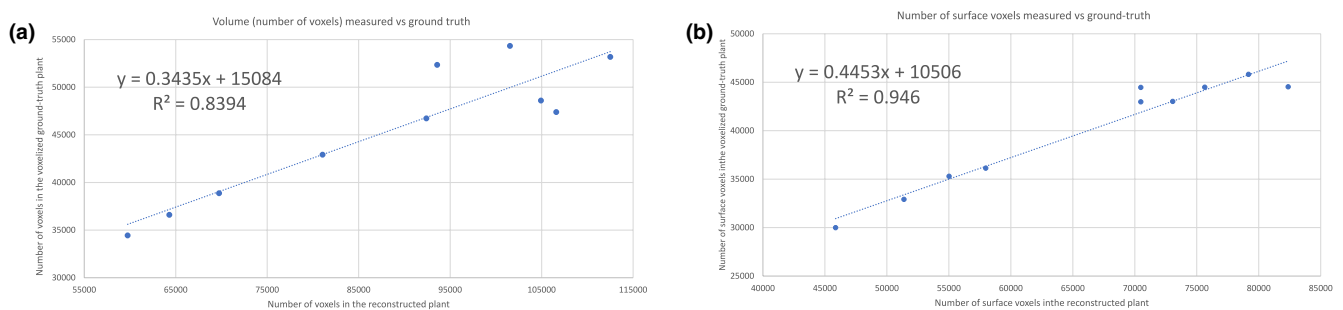 (a)
Volume (number of voxels) measured vs ground truth
Number of voxels in the voxelized ground-truth plant
55000
50000
45000
40000
35000
30000
y = 0.3435x + 15084
R² = 0.8394
55000 65000 75000 85000 95000 105000 115000
Number of voxels in the reconstructed plant
(b)
Number of surface voxels measured vs ground-truth
Number of surface voxels inthe voxelized ground-truth plant
50000
45000
40000
35000
30000
25000
y = 0.4453x + 10506
R² = 0.946
40000 45000 50000 55000 60000 65000 70000 75000 80000 85000
Number of surface voxels inthe reconstructed plant